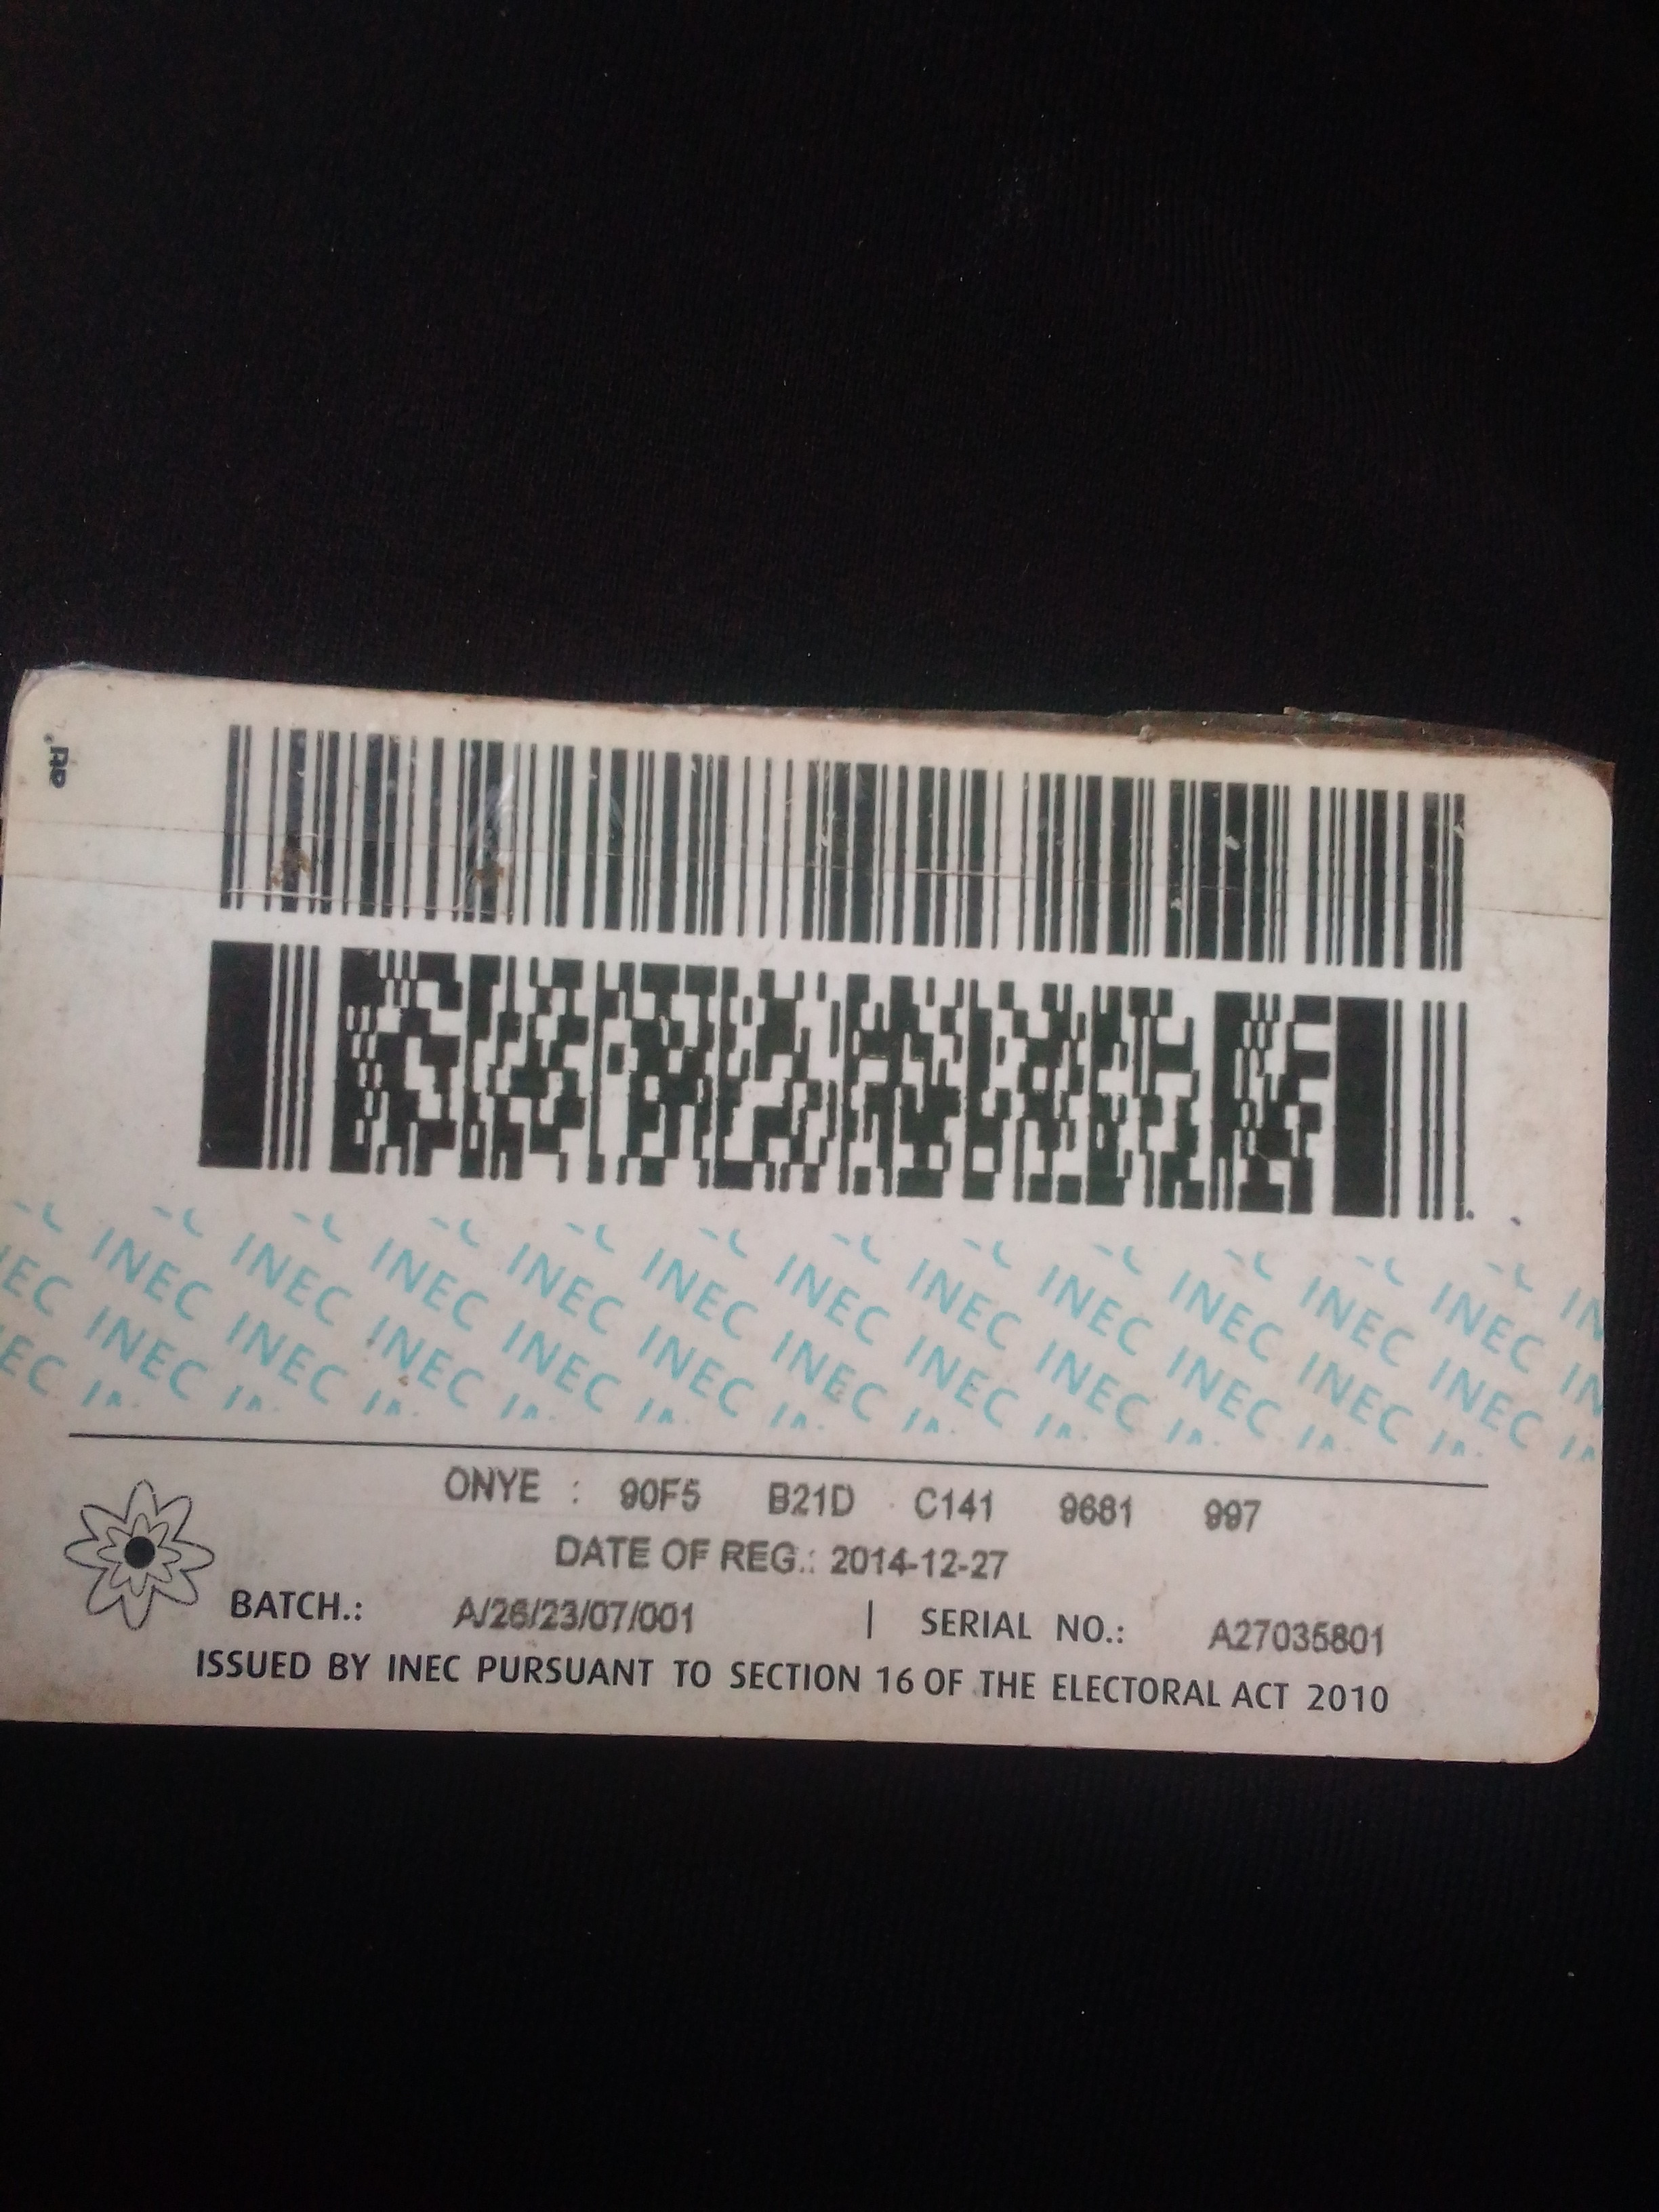 INEC INEC INEC INEC INEC INEC INEC INEC INEC INEC INEC
INEC INEC INEC INEC INEC INEC INEC INEC INEC INEC INEC
ONYE : 90F5 B21D C141 9681 997
DATE OF REG.: 2014-12-27
BATCH.: A/26/23/07/001 | SERIAL NO.: A27035801
ISSUED BY INEC PURSUANT TO SECTION 16 OF THE ELECTORAL ACT 2010